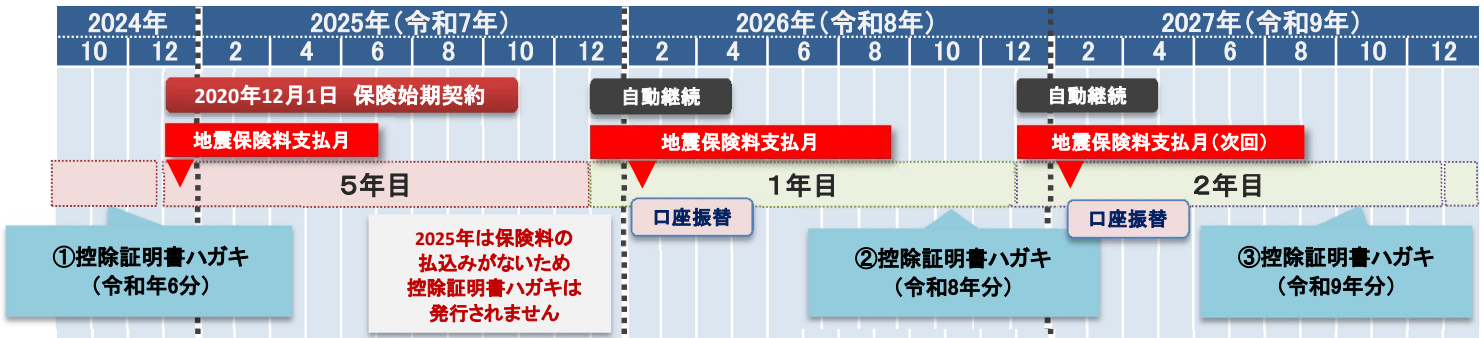 2024年 2025年(令和7年) 2026年(令和8年) 2027年(令和9年)
10 12 2 4 6 8 10 12 2 4 6 8 10 12 2 4 6 8 10 12
2020年12月1日 保険始期契約
自動継続
自動継続
地震保険料支払月
地震保険料支払月
地震保険料支払月(次回)
5年目
1年目
2年目
口座振替
口座振替
①控除証明書ハガキ
(令和年6分)
2025年は保険料の
払込みがないため
控除証明書ハガキは
発行されません
②控除証明書ハガキ
(令和8年分)
③控除証明書ハガキ
(令和9年分)